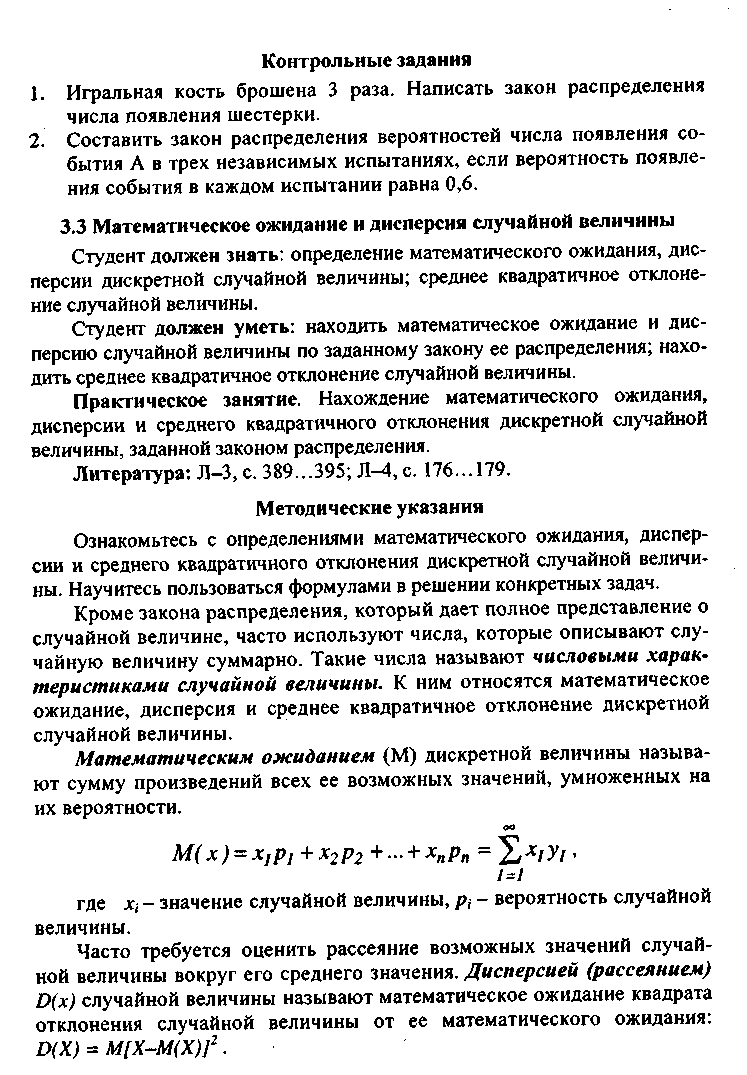 Контрольные задания
1. Игральная кость брошена 3 раза. Написать закон распределения
числа появления шестерки.
2. Составить закон распределения вероятностей числа появления со-
бытия А в трех независимых испытаниях, если вероятность появле-
ния события в каждом испытании равна 0,6.
3.3 Математическое ожидание и дисперсия случайной величины
Студент должен знать: определение математического ожидания, дис-
персии дискретной случайной величины; среднее квадратичное отклоне-
ние случайной величины.
Студент должен уметь: находить математическое ожидание и дис-
персию случайной величины по заданному закону ее распределения; нахо-
дить среднее квадратичное отклонение случайной величины.
Практическое занятие. Нахождение математического ожидания,
дисперсии и среднего квадратичного отклонения дискретной случайной
величины, заданной законом распределения.
Литература: Л–3, с. 389...395; Л–4, с. 176...179.
Методические указания
Ознакомьтесь с определениями математического ожидания, диспер-
сии и среднего квадратичного отклонения дискретной случайной величи-
ны. Научитесь пользоваться формулами в решении конкретных задач.
Кроме закона распределения, который дает полное представление о
случайной величине, часто используют числа, которые описывают слу-
чайную величину суммарно. Такие числа называют числовыми харак-
теристиками случайной величины. К ним относятся математическое
ожидание, дисперсия и среднее квадратичное отклонение дискретной
случайной величины.
Математическим ожиданием (М) дискретной величины называ-
ют сумму произведений всех ее возможных значений, умноженных на
их вероятности.
M(x)=x₁p₁+x₂p₂+...+xₙpₙ = ∑_{i=1}^{∞} xᵢyᵢ,
где xᵢ – значение случайной величины, pᵢ – вероятность случайной
величины.
Часто требуется оценить рассеяние возможных значений случай-
ной величины вокруг его среднего значения. Дисперсией (рассеянием)
D(x) случайной величины называют математическое ожидание квадрата
отклонения случайной величины от ее математического ожидания:
D(X) = M[X–M(X)]².